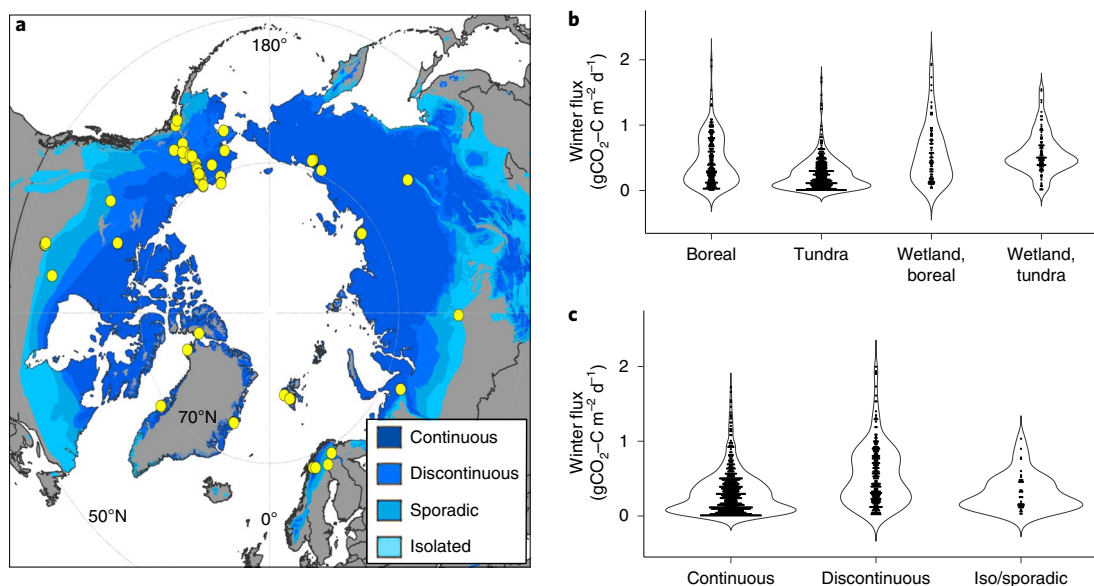 a
180°
70°N
50°N
0°
Continuous
Discontinuous
Sporadic
Isolated
b
Winter flux
(gCO₂–C m⁻² d⁻¹)
2
1
0
Boreal
Tundra
Wetland,
boreal
Wetland,
tundra
c
Winter flux
(gCO₂–C m⁻² d⁻¹)
2
1
0
Continuous
Discontinuous
Iso/sporadic